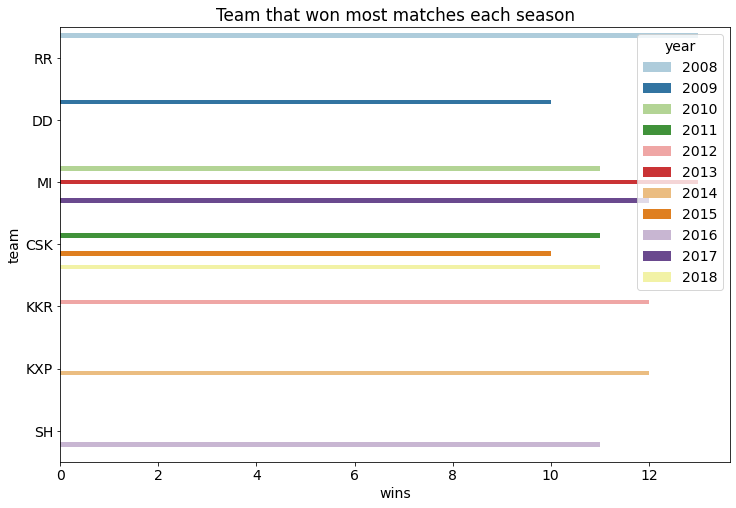 Team that won most matches each season
year
2008
2009
2010
2011
2012
2013
2014
2015
2016
2017
2018
team
RR
DD
MI
CSK
KKR
KXP
SH
0 2 4 6 8 10 12
wins